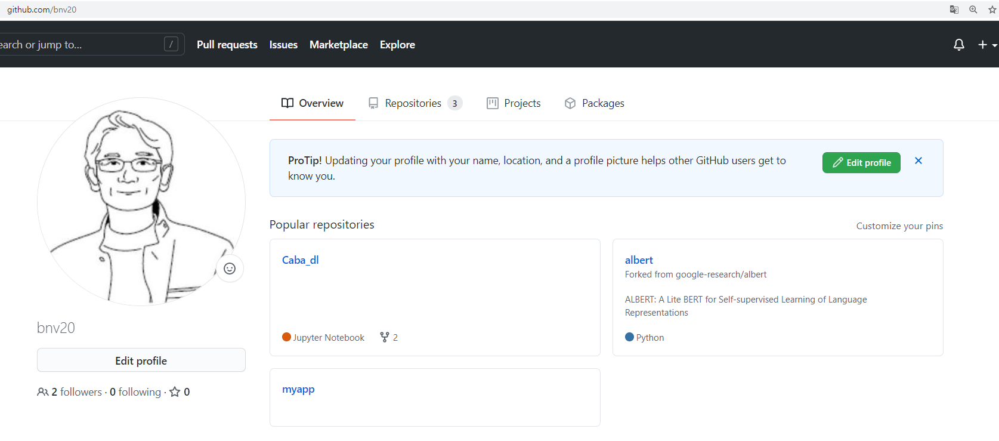 github.com/bnv20
earch or jump to... / Pull requests Issues Marketplace Explore
Overview Repositories 3 Projects Packages
ProTip! Updating your profile with your name, location, and a profile picture helps other GitHub users get to
know you.
Edit profile
Popular repositories
Customize your pins
Caba_dl
Jupyter Notebook 2
albert
Forked from google-research/albert
ALBERT: A Lite BERT for Self-supervised Learning of Language
Representations
Python
myapp
bnv20
Edit profile
2 followers · 0 following · 0